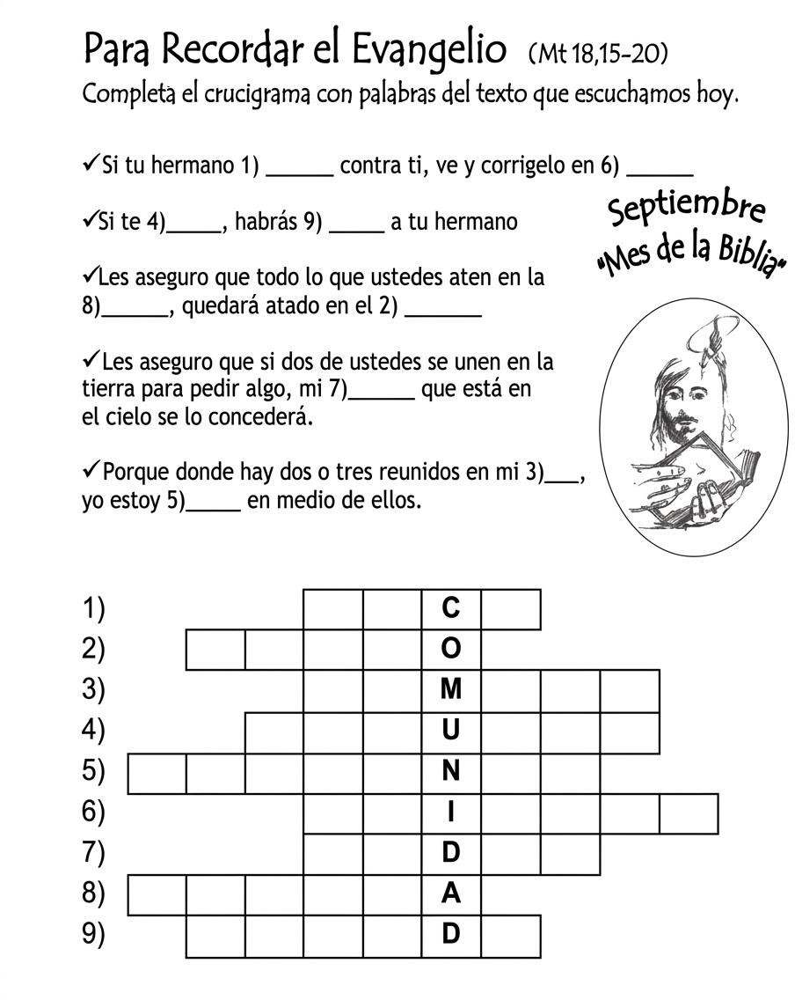 Para Recordar el Evangelio (Mt 18,15-20)
Completa el crucigrama con palabras del texto que escuchamos hoy.
✓Si tu hermano 1) ______ contra ti, ve y corrigelo en 6) ______
✓Si te 4)_____, habrás 9) _____ a tu hermano
Septiembre
"Mes de la Biblia"
✓Les aseguro que todo lo que ustedes aten en la
8)______, quedará atado en el 2) _______
✓Les aseguro que si dos de ustedes se unen en la
tierra para pedir algo, mi 7)______ que está en
el cielo se lo concederá.
✓Porque donde hay dos o tres reunidos en mi 3)___,
yo estoy 5)_____ en medio de ellos.
1) C
2) O
3) M
4) U
5) N
6) I
7) D
8) A
9) D